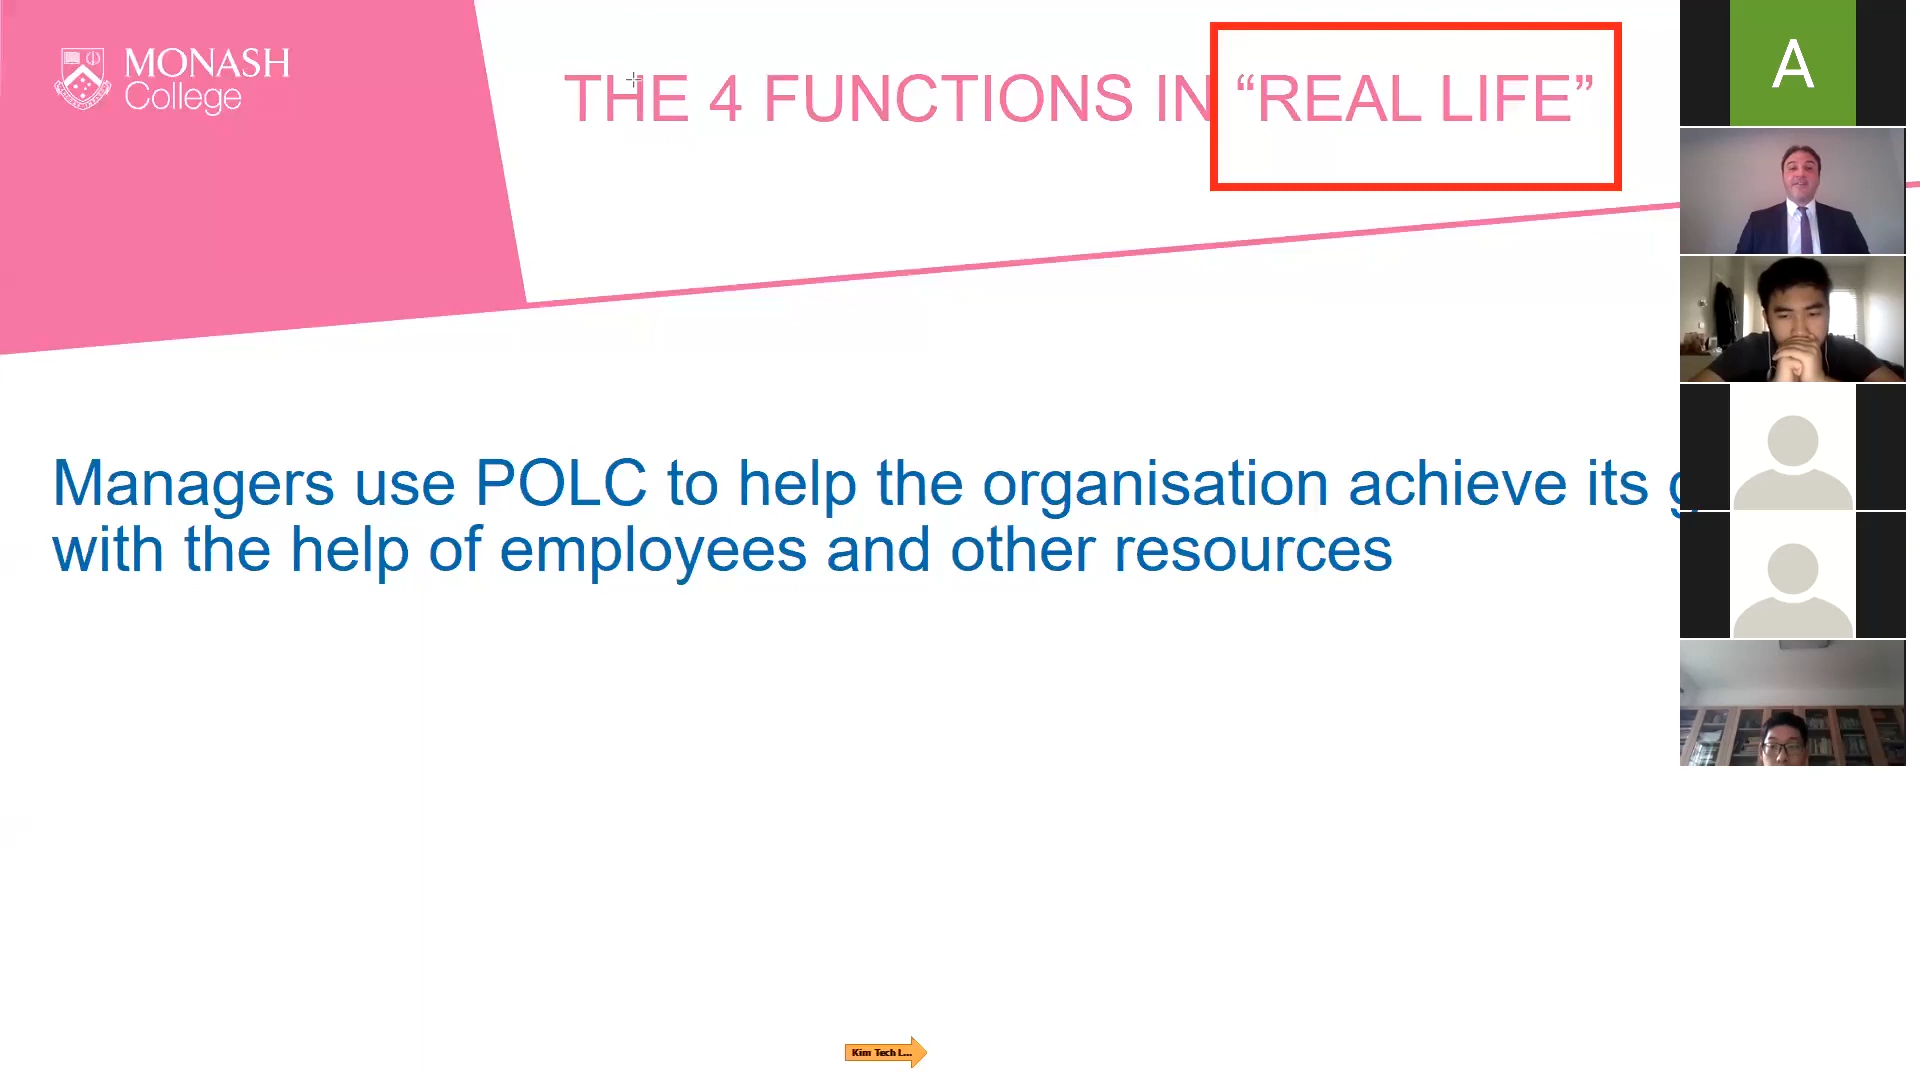 MONASH
College
THE 4 FUNCTIONS IN “REAL LIFE”
A
Managers use POLC to help the organisation achieve its
with the help of employees and other resources
Kim Tech L...